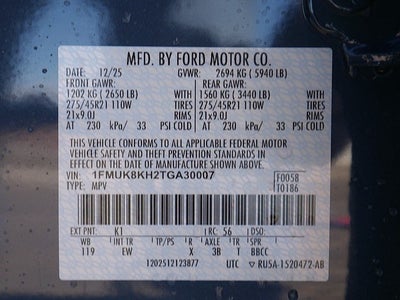 MFD. BY FORD MOTOR CO.
DATE: 12/25 GVWR: 2694 KG ( 5940 LB)
FRONT GAWR: REAR GAWR:
1202 KG ( 2650 LB) WITH 1560 KG ( 3440 LB) WITH
275/45R21 110W TIRES 275/45R21 110W TIRES
21x9.0J RIMS 21x9.0J RIMS
AT 230 kPa/ 33 PSI COLD AT 230 kPa/ 33 PSI COLD
THIS VEHICLE CONFORMS TO ALL APPLICABLE FEDERAL MOTOR
VEHICLE SAFETY AND THEFT PREVENTION STANDARDS IN
EFFECT ON THE DATE OF MANUFACTURE SHOWN ABOVE.
VIN: 1FMUK8KH2TGA30007 F0058
TYPE: MPV T0186
EXT PNT: K1 RC: 56 DSO:
WB INT TR TP/PS R AXLE TR SPR
119 EW X 3B T BBCC
1202512123877 UTC RU5A-1520472-AB